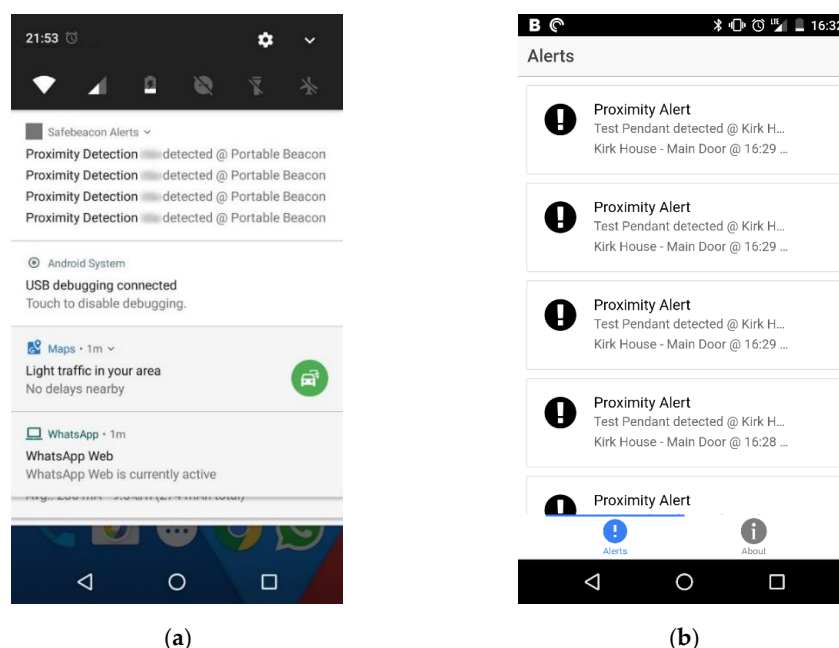 21:53
Safebeacon Alerts
Proximity Detection detected @ Portable Beacon
Proximity Detection detected @ Portable Beacon
Proximity Detection detected @ Portable Beacon
Proximity Detection detected @ Portable Beacon
Android System
USB debugging connected
Touch to disable debugging.
Maps • 1m
Light traffic in your area
No delays nearby
WhatsApp • 1m
WhatsApp Web
WhatsApp Web is currently active
(a)
B LTE 16:32
Alerts
Proximity Alert
Test Pendant detected @ Kirk H...
Kirk House - Main Door @ 16:29 ...
Proximity Alert
Test Pendant detected @ Kirk H...
Kirk House - Main Door @ 16:29 ...
Proximity Alert
Test Pendant detected @ Kirk H...
Kirk House - Main Door @ 16:29 ...
Proximity Alert
Test Pendant detected @ Kirk H...
Kirk House - Main Door @ 16:28 ...
Proximity Alert
Alerts
About
(b)